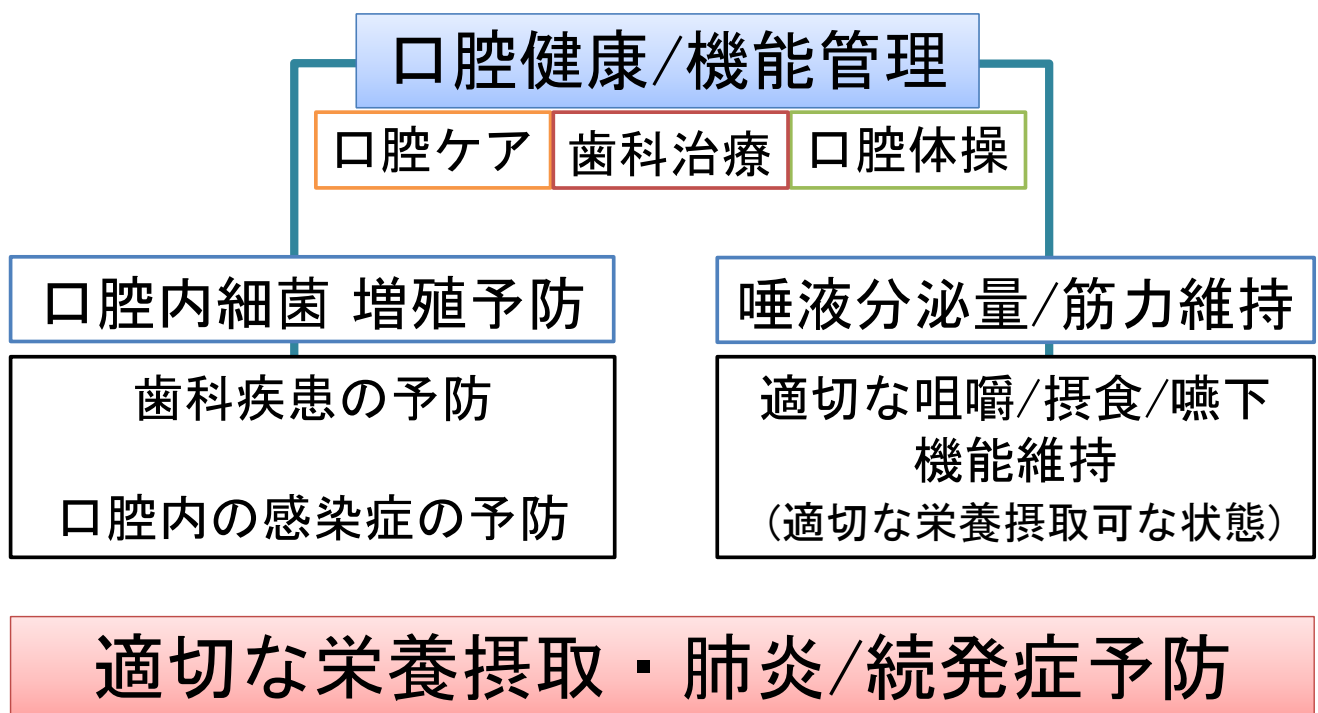 口腔健康/機能管理
口腔ケア
歯科治療
口腔体操
口腔内細菌 増殖予防
歯科疾患の予防
口腔内の感染症の予防
唾液分泌量/筋力維持
適切な咀嚼/摂食/嚥下
機能維持
（適切な栄養摂取可な状態）
適切な栄養摂取・肺炎/続発症予防